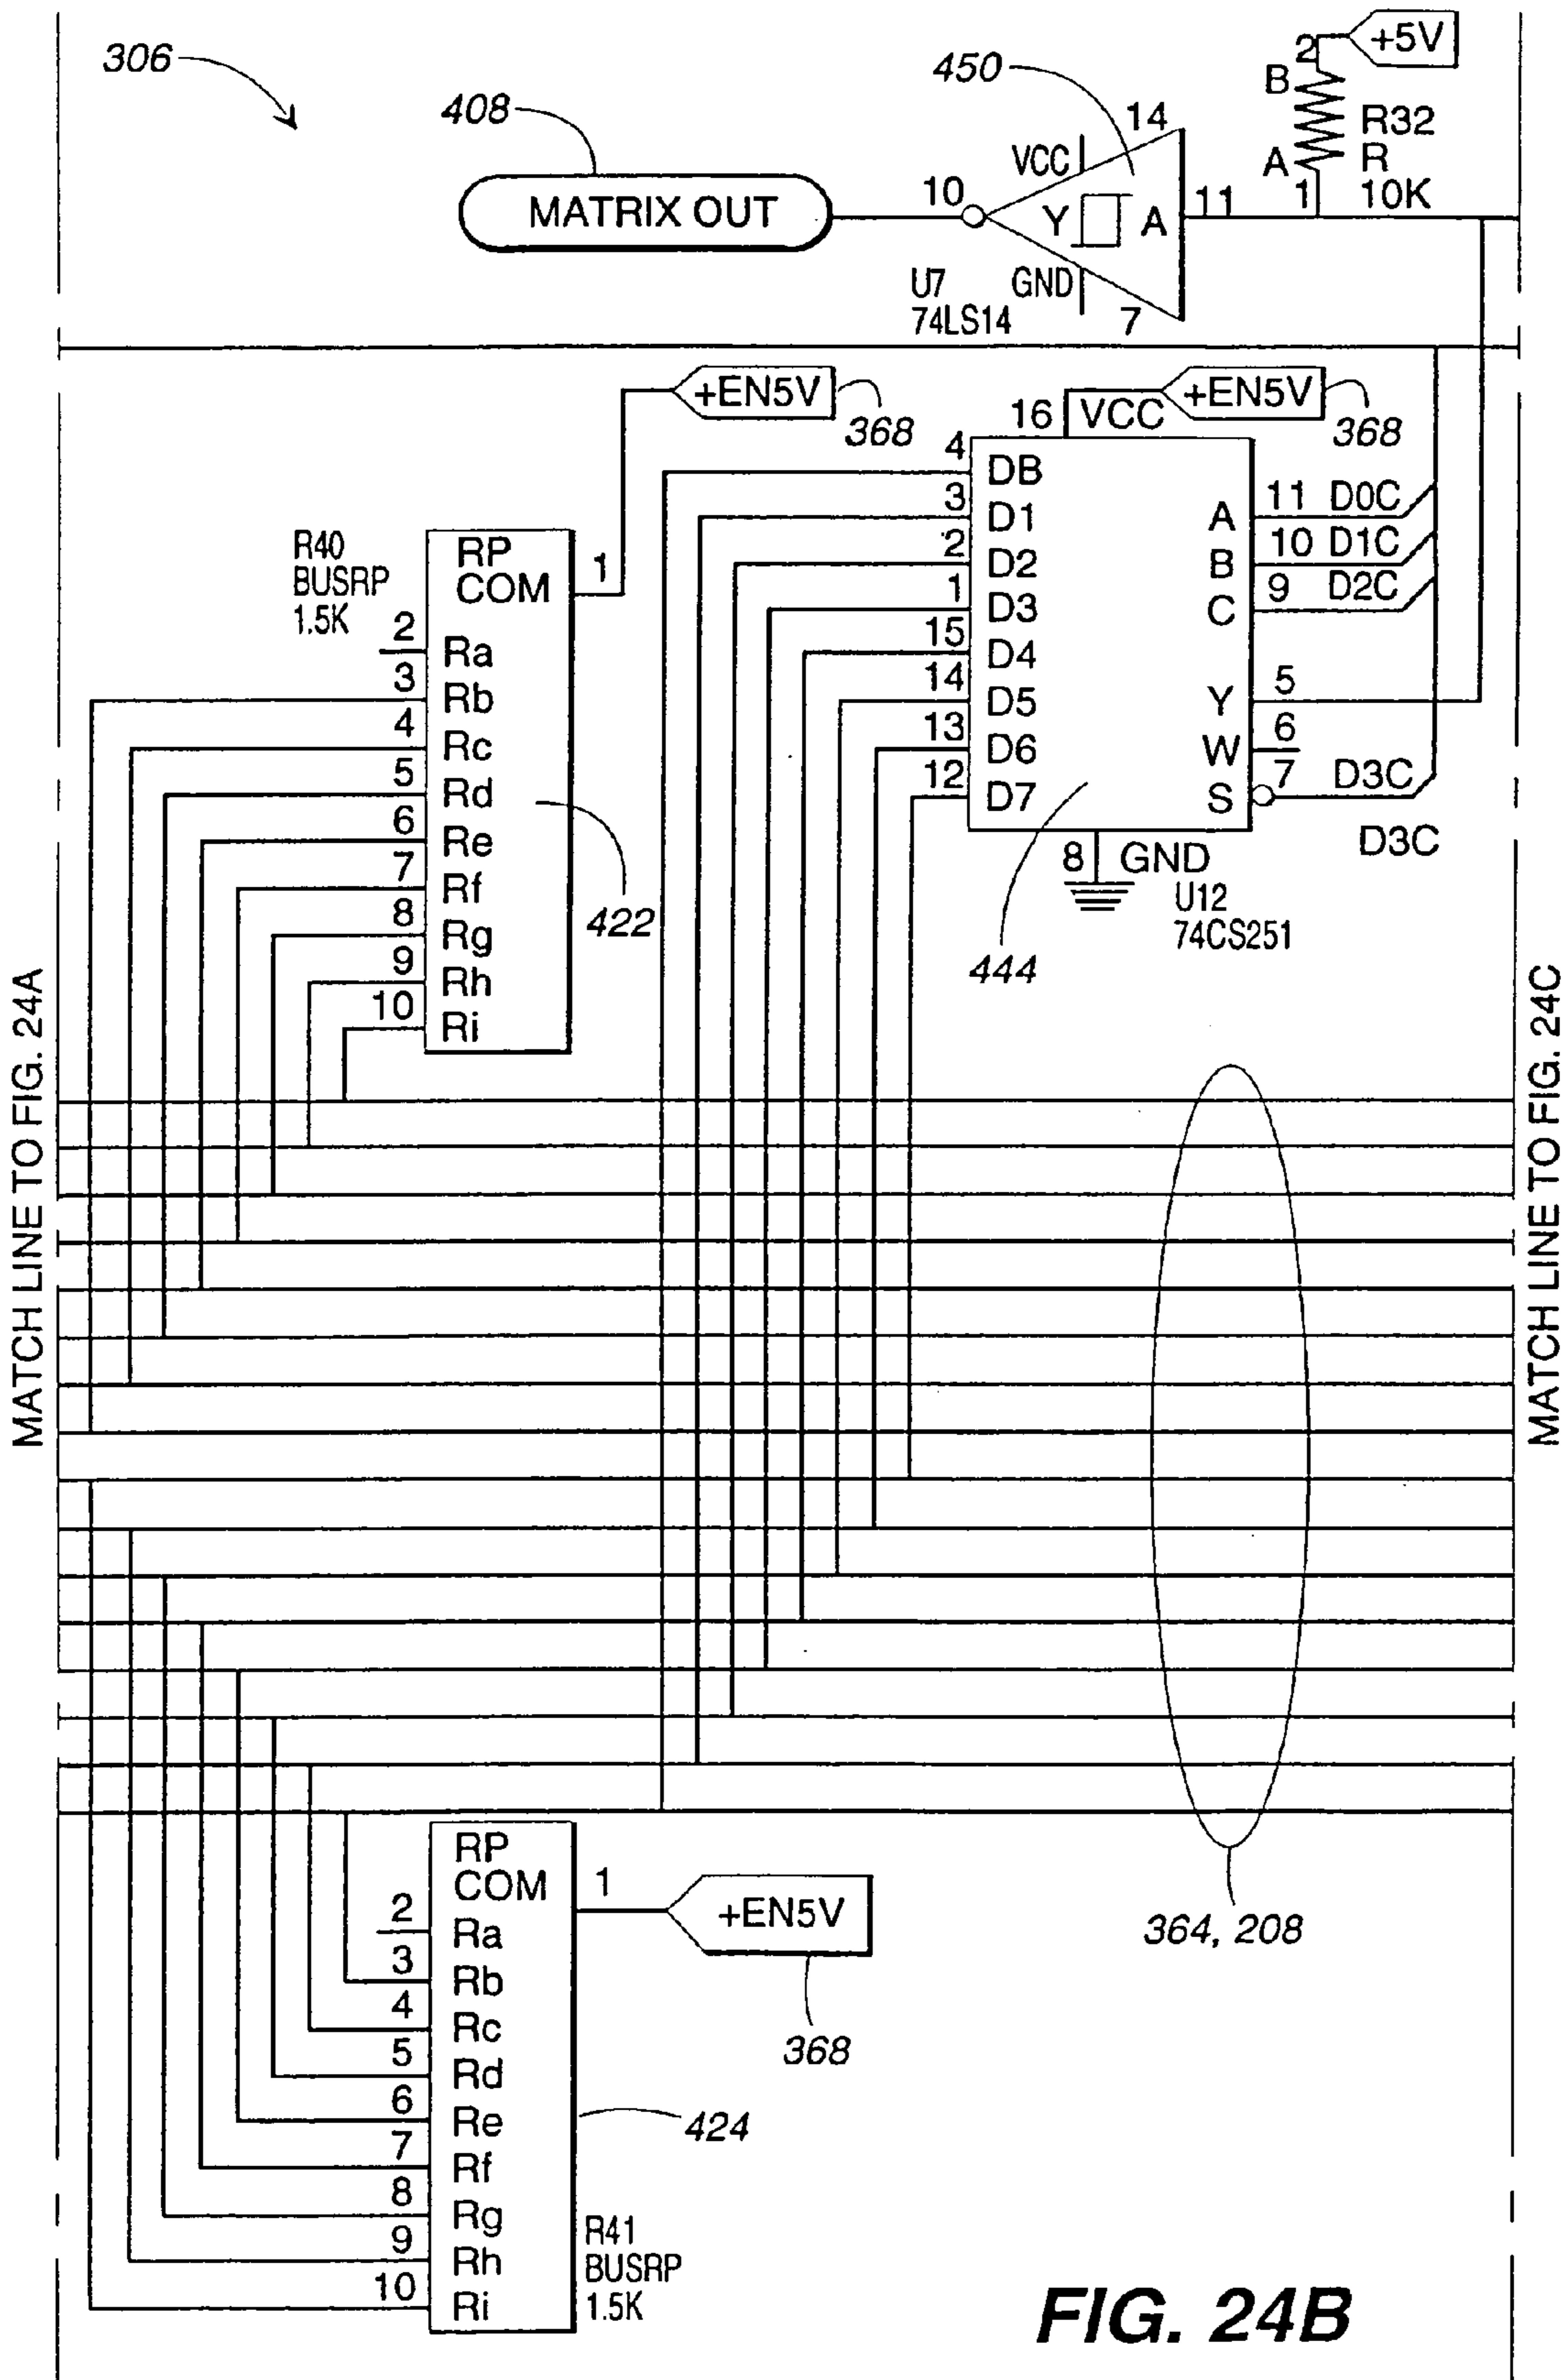 306
408
450
2
+5V
B
14
R32
VCC
A
R
10
MATRIX OUT
Y
A
11
1
10K
U7
GND
74LS14
7
+EN5V
368
16
VCC
+EN5V
368
4
DB
3
D1
A
11
D0C
2
D2
B
10
D1C
1
D3
C
9
D2C
15
D4
14
D5
Y
5
13
D6
W
6
12
D7
S
7
D3C
D3C
8
GND
U12
74CS251
444
R40
BUSRP
1.5K
RP
COM
1
2
Ra
3
Rb
4
Rc
5
Rd
6
Re
7
Rf
8
Rg
9
Rh
10
Ri
422
MATCH LINE TO FIG. 24A
MATCH LINE TO FIG. 24C
RP
COM
1
+EN5V
368
364, 208
2
Ra
3
Rb
4
Rc
5
Rd
6
Re
7
Rf
8
Rg
9
Rh
10
Ri
424
R41
BUSRP
1.5K
FIG. 24B